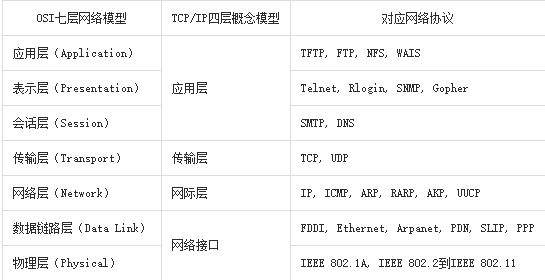 OSI七层网络模型 TCP/IP四层概念模型 对应网络协议
应用层（Application） TFTP, FTP, NFS, WAIS
表示层（Presentation） 应用层 Telnet, Rlogin, SNMP, Gopher
会话层（Session） SMTP, DNS
传输层（Transport） 传输层 TCP, UDP
网络层（Network） 网际层 IP, ICMP, ARP, RARP, AKP, UUCP
数据链路层（Data Link） FDDI, Ethernet, Arpanet, PDN, SLIP, PPP
网络接口
物理层（Physical） IEEE 802.1A, IEEE 802.2到IEEE 802.11